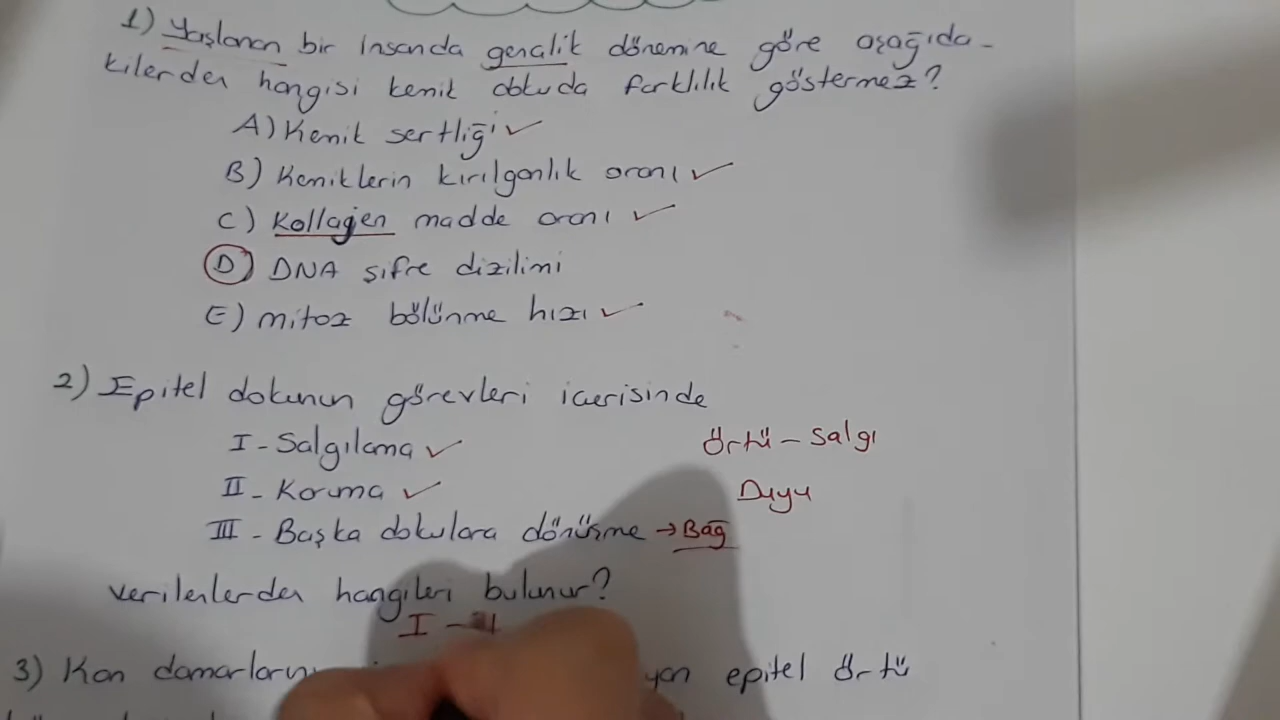 1) Yaşlanan bir insanda gençlik dönemine göre aşağıda-
kilerden hangisi kemik dokuda farklılık göstermez?
A) Kemik sertliği ✓
B) Kemiklerin kırılganlık oranı ✓
C) Kollagen madde oranı ✓
D) DNA şifre dizilimi
E) mitoz bölünme hızı ✓
2) Epitel dokunun görevleri içerisinde
I - Salgılama ✓
II - Koruma ✓
III - Başka dokulara dönüşme → Bağ
Örtü - Salgı
Duyu
verilenlerden hangileri bulunur?
I -
3) Kan epitel örtü